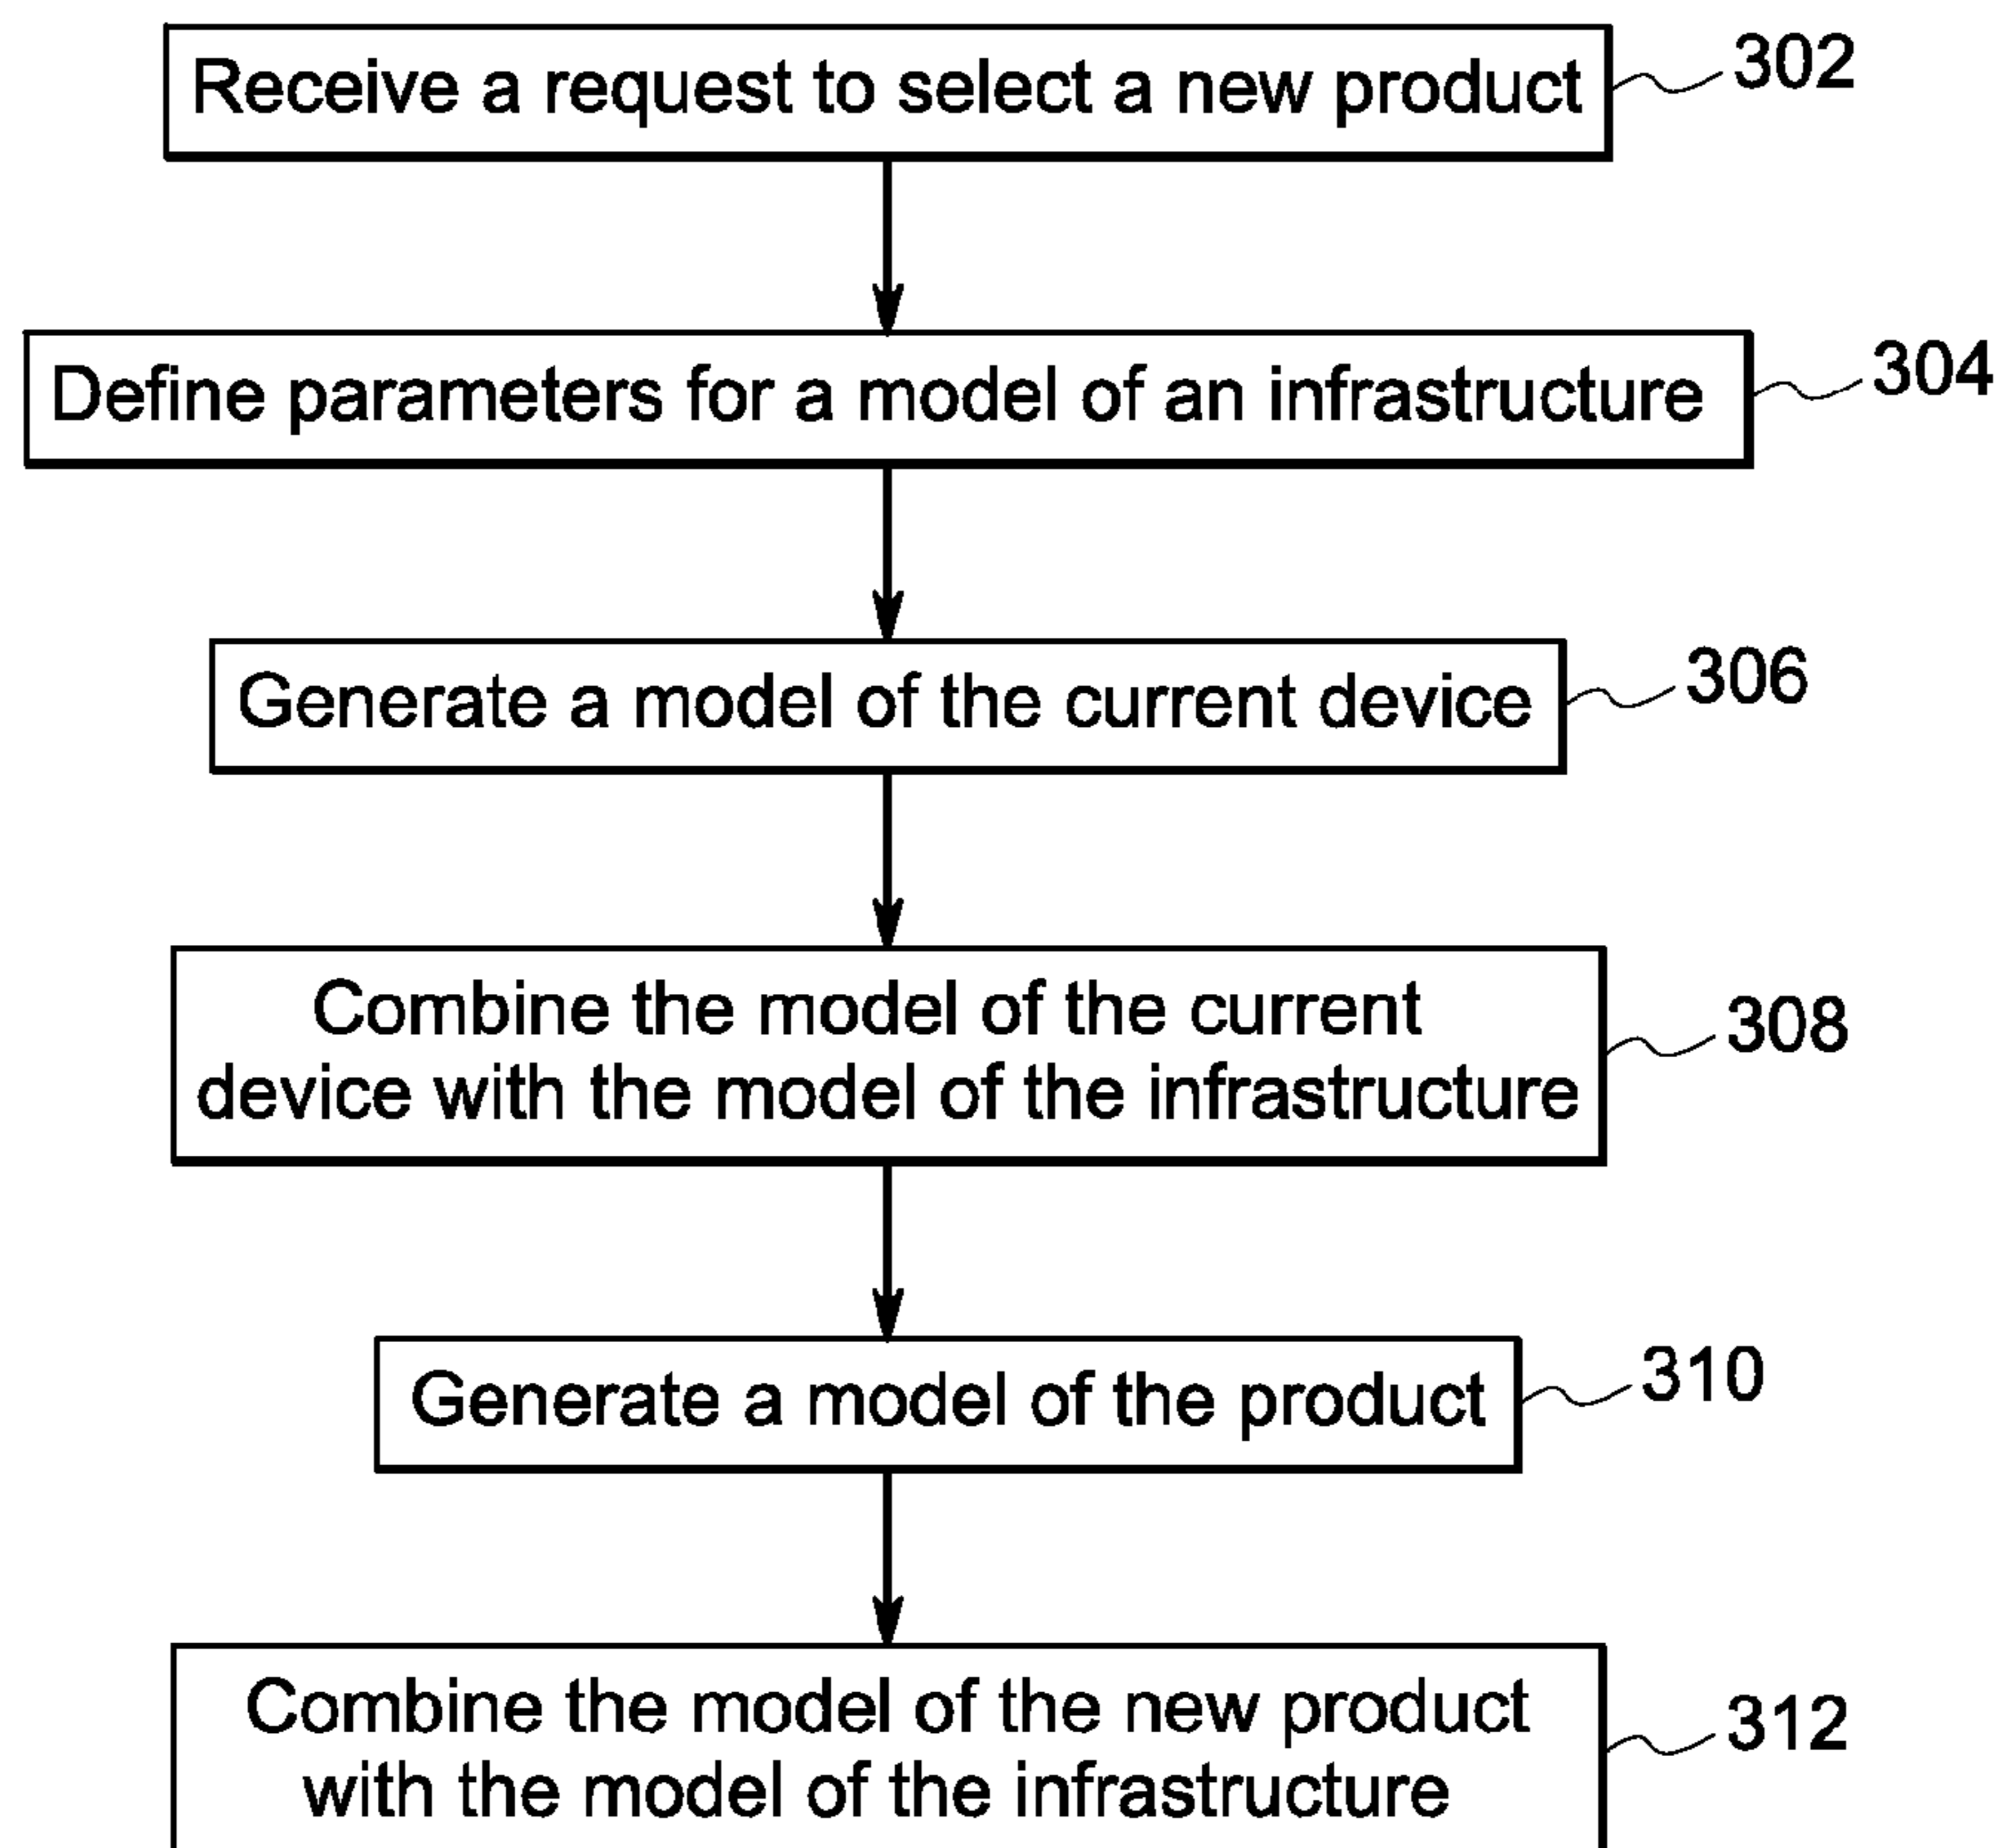 Receive a request to select a new product
302
Define parameters for a model of an infrastructure
304
Generate a model of the current device
306
Combine the model of the current
device with the model of the infrastructure
308
Generate a model of the product
310
Combine the model of the new product
with the model of the infrastructure
312